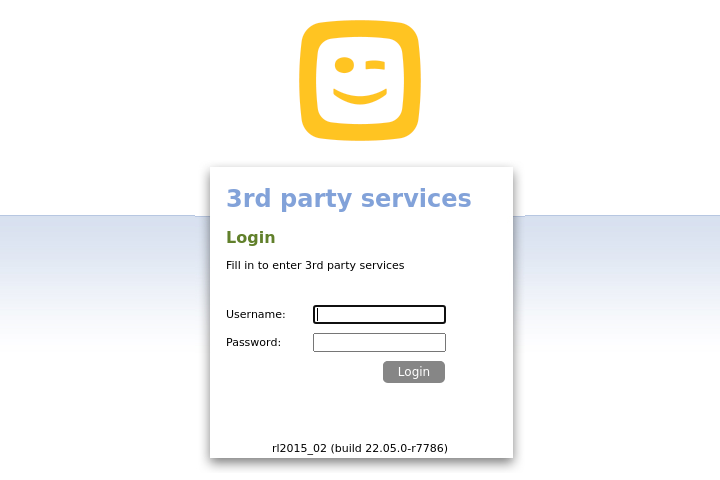 3rd party services
Login
Fill in to enter 3rd party services
Username:
Password:
Login
rl2015_02 (build 22.05.0-r7786)